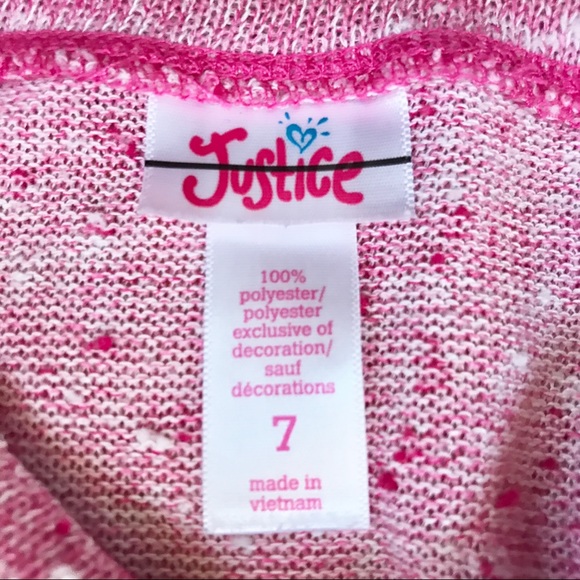 Justice
100%
polyester/
polyester
exclusive of
decoration/
sauf
décorations
7
made in
vietnam